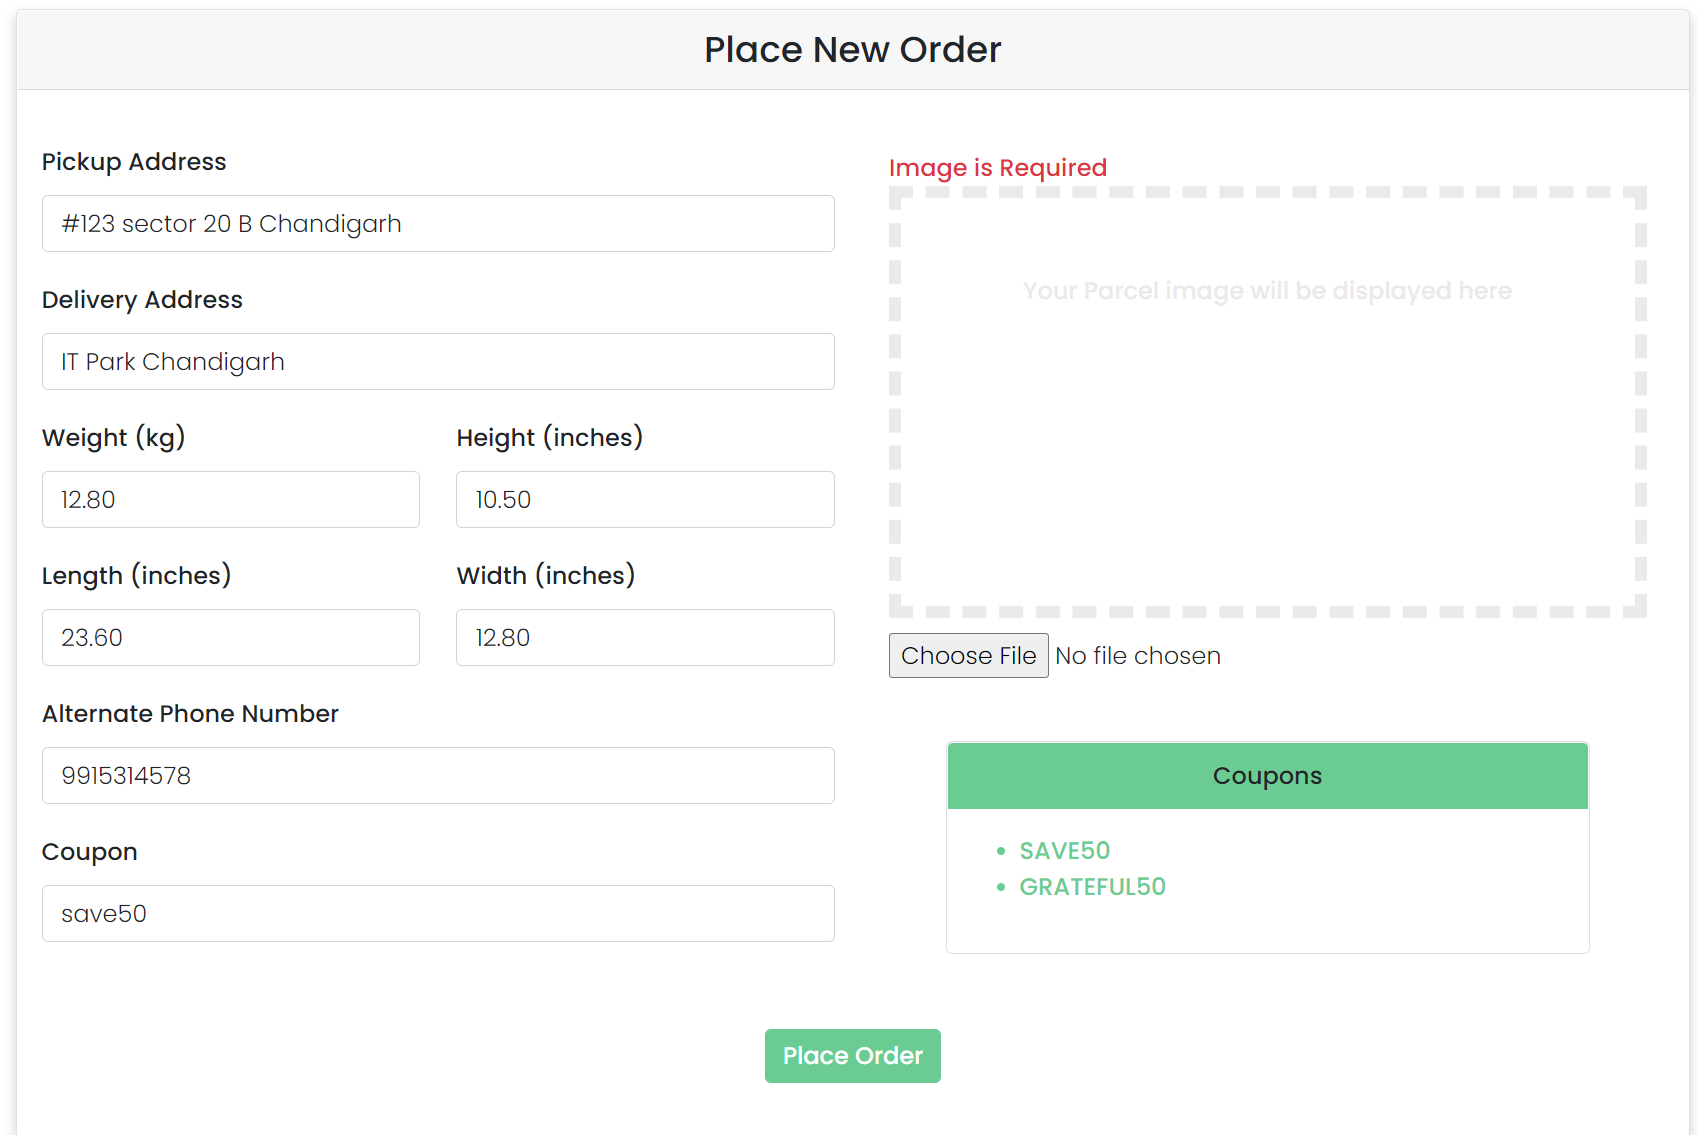 Place New Order
Pickup Address
#123 sector 20 B Chandigarh
Delivery Address
IT Park Chandigarh
Weight (kg)
Height (inches)
12.80
10.50
Length (inches)
Width (inches)
23.60
12.80
Alternate Phone Number
9915314578
Coupon
save50
Image is Required
Your Parcel image will be displayed here
Choose File No file chosen
Coupons
SAVE50
GRATEFUL50
Place Order